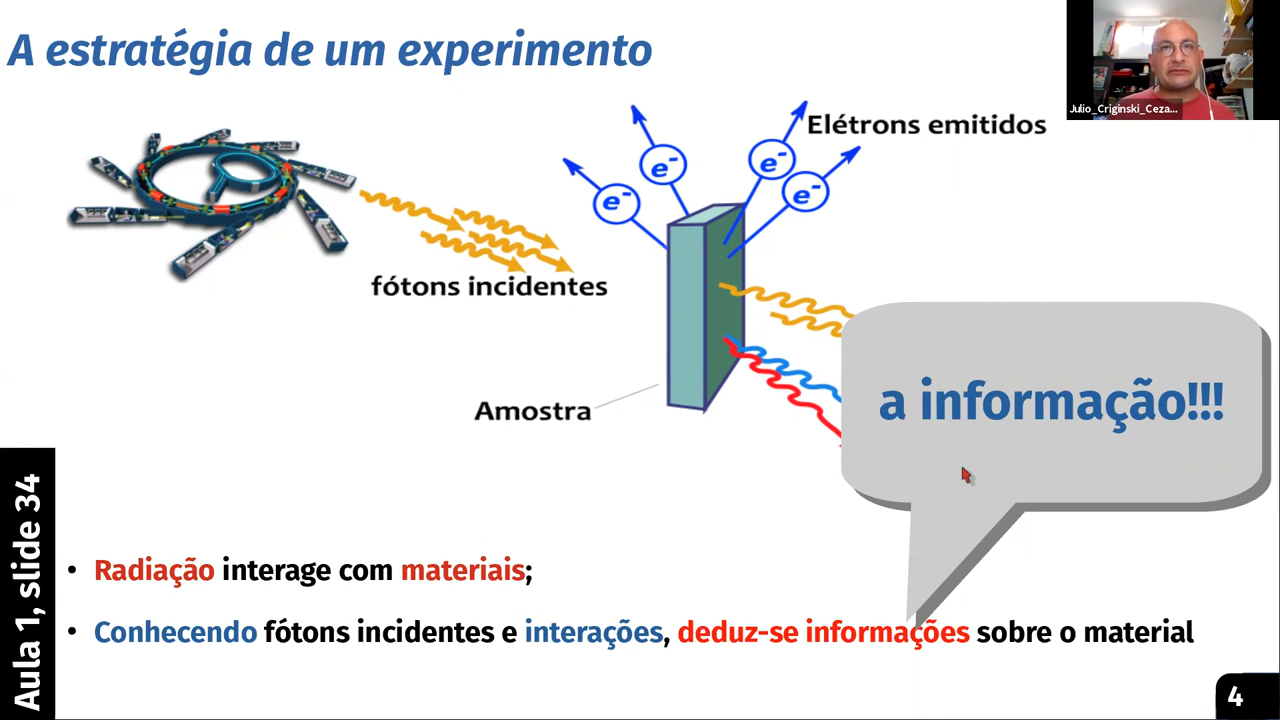 A estratégia de um experimento
Julio_Criginski_Ceza...
Elétrons emitidos
e-
e-
e-
e-
fótons incidentes
Amostra
a informação!!!
Aula 1, slide 34
• Radiação interage com materiais;
• Conhecendo fótons incidentes e interações, deduz-se informações sobre o material
4